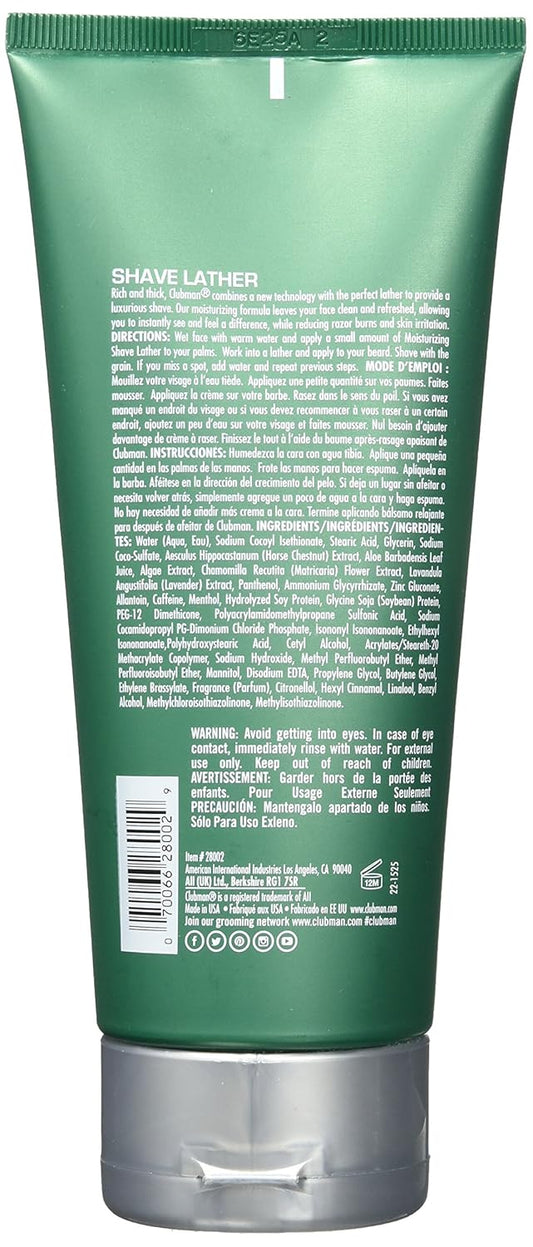 6526A 2
SHAVE LATHER
Rich and thick, Clubman® combines a new technology with the perfect lather to provide a
luxurious shave. Our moisturizing formula leaves your face clean and refreshed, allowing
you to instantly see and feel a difference, while reducing razor burns and skin irritation.
DIRECTIONS: Wet face with warm water and apply a small amount of Moisturizing
Shave Lather to your palms. Work into a lather and apply to your beard. Shave with the
grain. If you miss a spot, add water and repeat previous steps. MODE D'EMPLOI :
Mouillez votre visage à l'eau tièdo. Appliquez une petite quantité sur vos paumes. Faites
mousser. Appliquez la crème sur votre barbe. Rasez dans le sens du poil. Si vous avez
manqué un endroit du visage ou si vous devez recommencer à vous raser à un certain
endroit, ajoutez un peu d'eau sur votre visage et faites mousser. Nul besoin d'ajouter
davantage de crème à raser. Finissez le tout à l'aide du baume après-rasage apaisant de
Clubman. INSTRUCCIONES: Humedezca la cara con agua tibia. Aplique una pequeña
cantidad en las palmas de las manos. Frote las manos para hacer espuma. Aplíquela en
la barba. Aféitese en la dirección del crecimiento del pelo. Si deja un lugar sin afeitar o
necesita volver atrás, simplemente agregue un poco de agua a la cara y haga espuma.
No hay necesidad de añadir más crema a la cara. Termine aplicando bálsamo relajante
para después de afeitar de Clubman. INGREDIENTS/INGRÉDIENTS/INGREDIEN-
TES: Water (Aqua, Eau), Sodium Cocoyl Isethionate, Stearic Acid, Glycerin, Sodium
Coco-Sulfate, Aesculus Hippocastanum (Horse Chestnut) Extract, Aloe Barbadensis Leaf
Juice, Algae Extract, Chamomilla Recutita (Matricaria) Flower Extract, Lavandula
Angustifolia (Lavender) Extract, Panthenol, Ammonium Glycyrrhizate, Zinc Gluconate,
Allantoin, Caffeine, Menthol, Hydrolyzed Soy Protein, Glycine Soja (Soybean) Protein,
PEG-12 Dimethicone, Polyacrylamidomethylpropane Sulfonic Acid, Sodium
Cocamidopropyl PG-Dimonium Chloride Phosphate, Isononyl Isononanoate, Ethylhexyl
Isononanoate,Polyhydroxystearic Acid, Cetyl Alcohol, Acrylates/Steareth-20
Methacrylate Copolymer, Sodium Hydroxide, Methyl Perfluorobutyl Ether, Methyl
Perfluoroisobutyl Ether, Mannitol, Disodium EDTA, Propylene Glycol, Butylene Glycol,
Ethylene Brassylate, Fragrance (Parfum), Citronellol, Hexyl Cinnamal, Linalool, Benzyl
Alcohol, Methylchloroisothiazolinone, Methylisothiazolinone.
WARNING: Avoid getting into eyes. In case of eye
contact, immediately rinse with water. For external
use only. Keep out of reach of children.
AVERTISSEMENT: Garder hors de la portée des
enfants. Pour Usage Externe Seulement
PRECAUCIÓN: Mantengalo apartado de los niños.
Sólo Para Uso Exleno.
Item # 28002
American International Industries Los Angeles, CA 90040
AII (UK) Ltd., Berkshire RG1 7SR
Clubman® is a registered trademark of AII
Made in USA • Fabriqué aux USA • Fabricado en EE UU www.clubman.com
Join our grooming network www.clubman.com #clubman
12M
22-1525
0 70066 28002 9